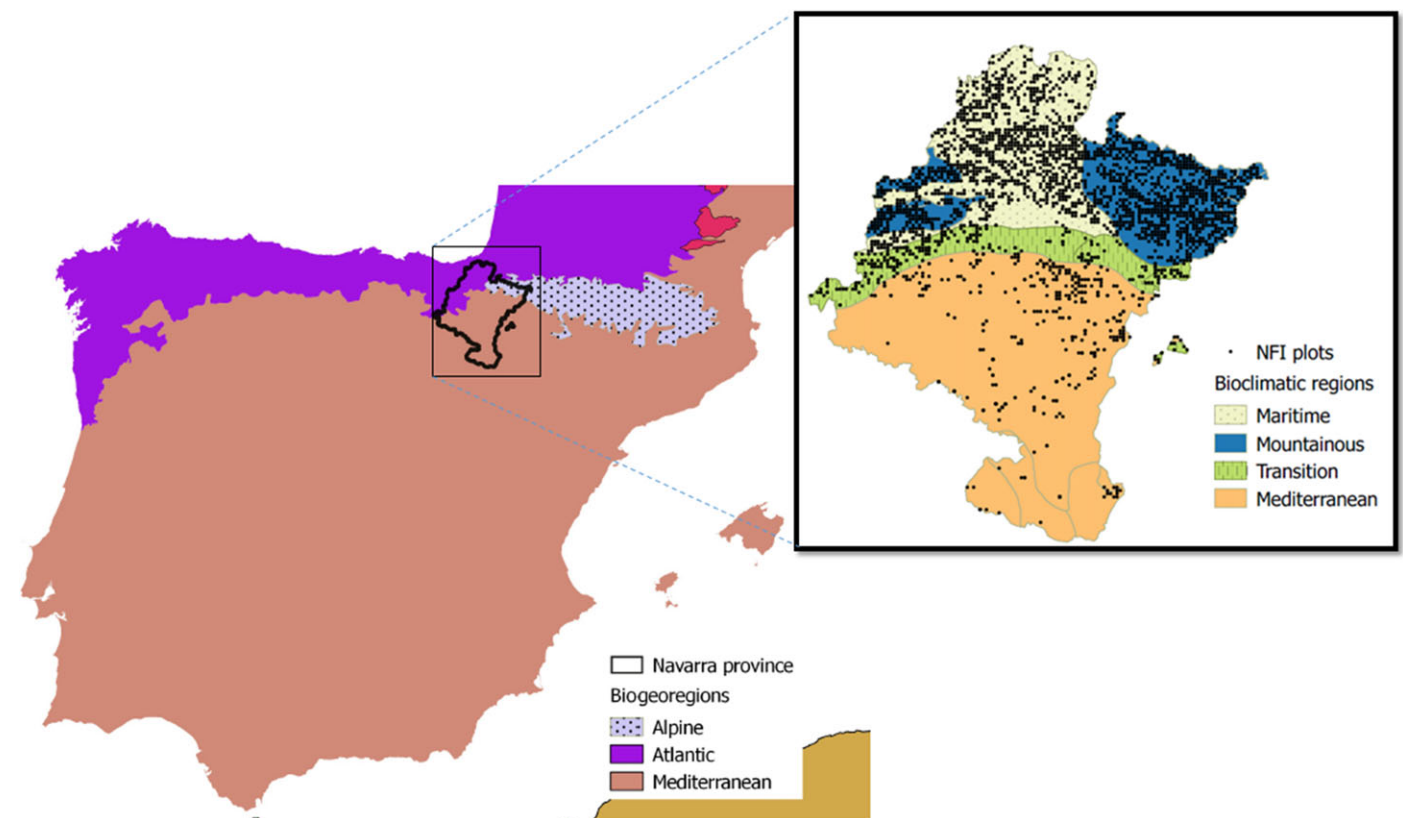 NFI plots
Bioclimatic regions
Maritime
Mountainous
Transition
Mediterranean
Navarra province
Biogeoregions
Alpine
Atlantic
Mediterranean